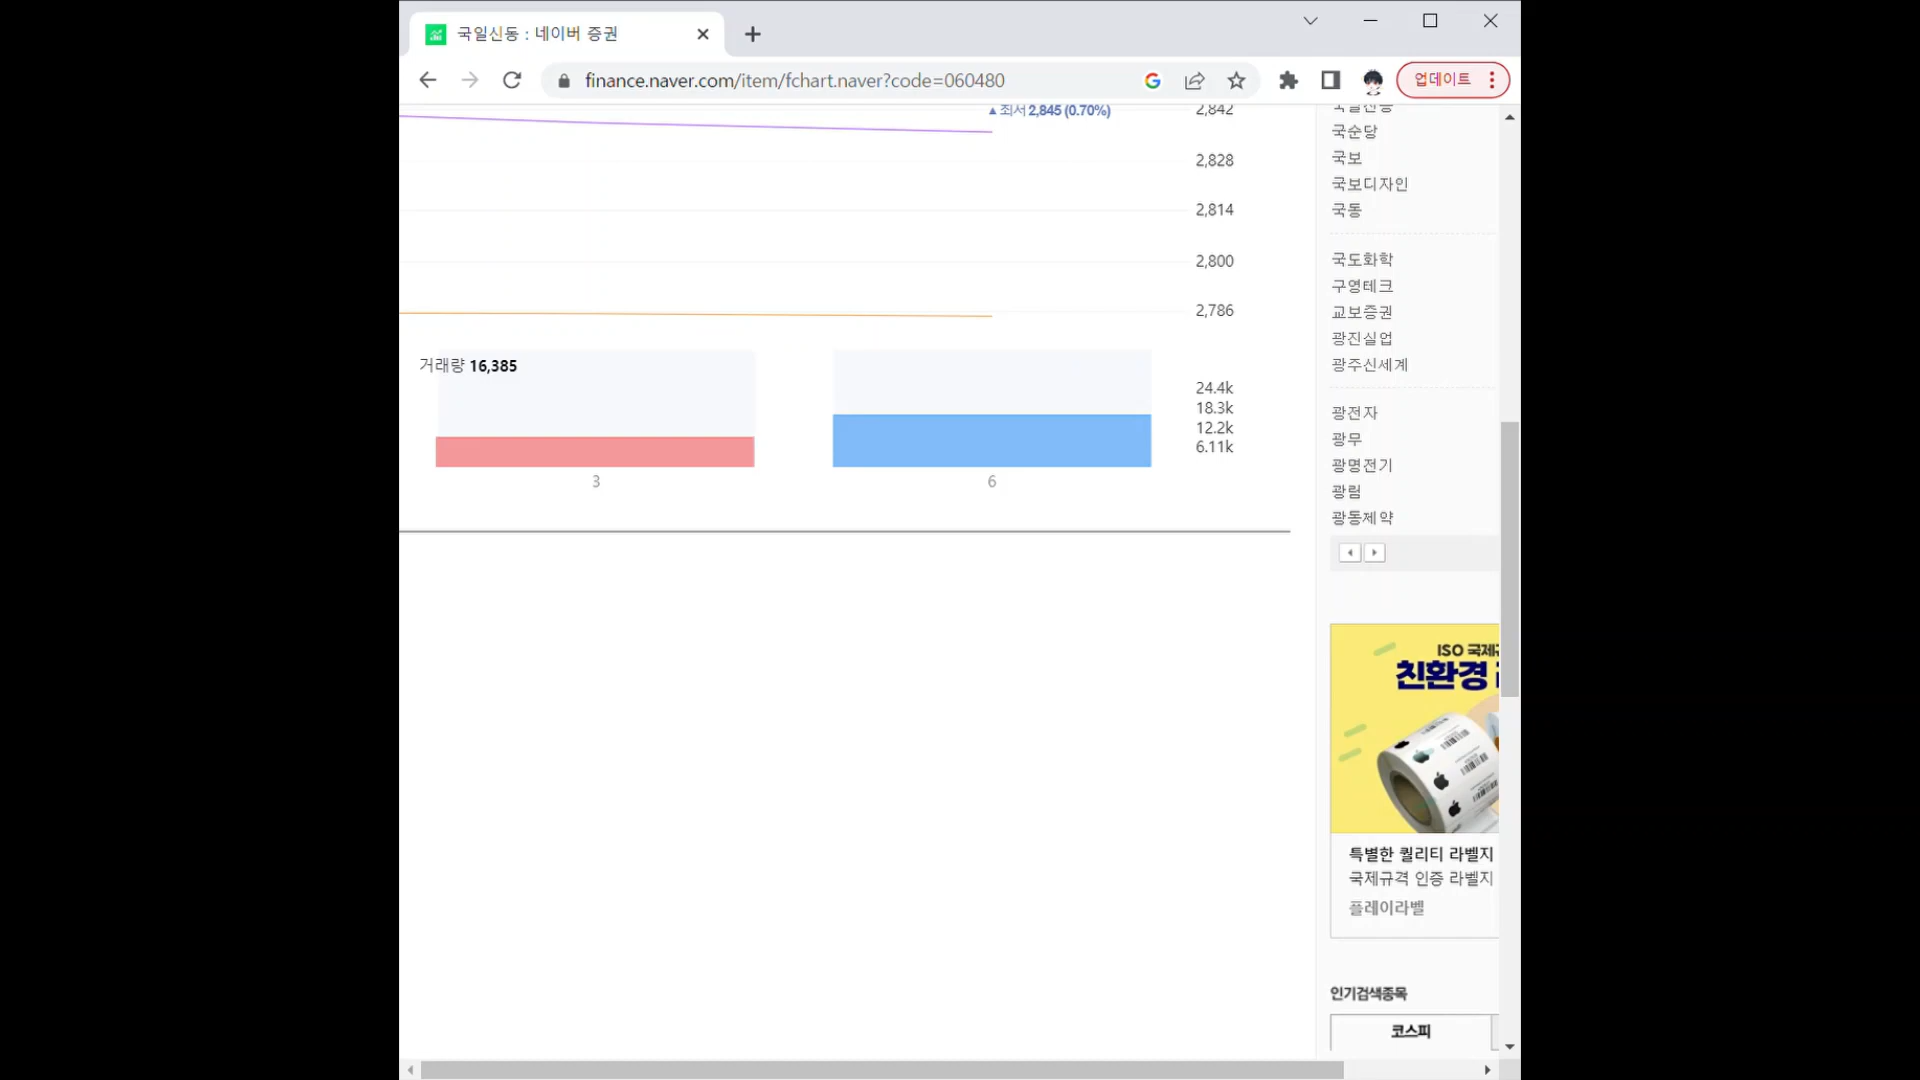 국일신동 : 네이버 증권
finance.naver.com/item/fchart.naver?code=060480
업데이트
▲최저 2,845 (0.70%)
2,842
2,828
2,814
2,800
2,786
거래량 16,385
24.4k
18.3k
12.2k
6.11k
3
6
국일신동
국순당
국보
국보디자인
국동
국도화학
구영테크
교보증권
광진실업
광주신세계
광전자
광무
광명전기
광림
광동제약
ISO 국제
친환경
특별한 퀄리티 라벨지
국제규격 인증 라벨지
플레이라벨
인기검색종목
코스피